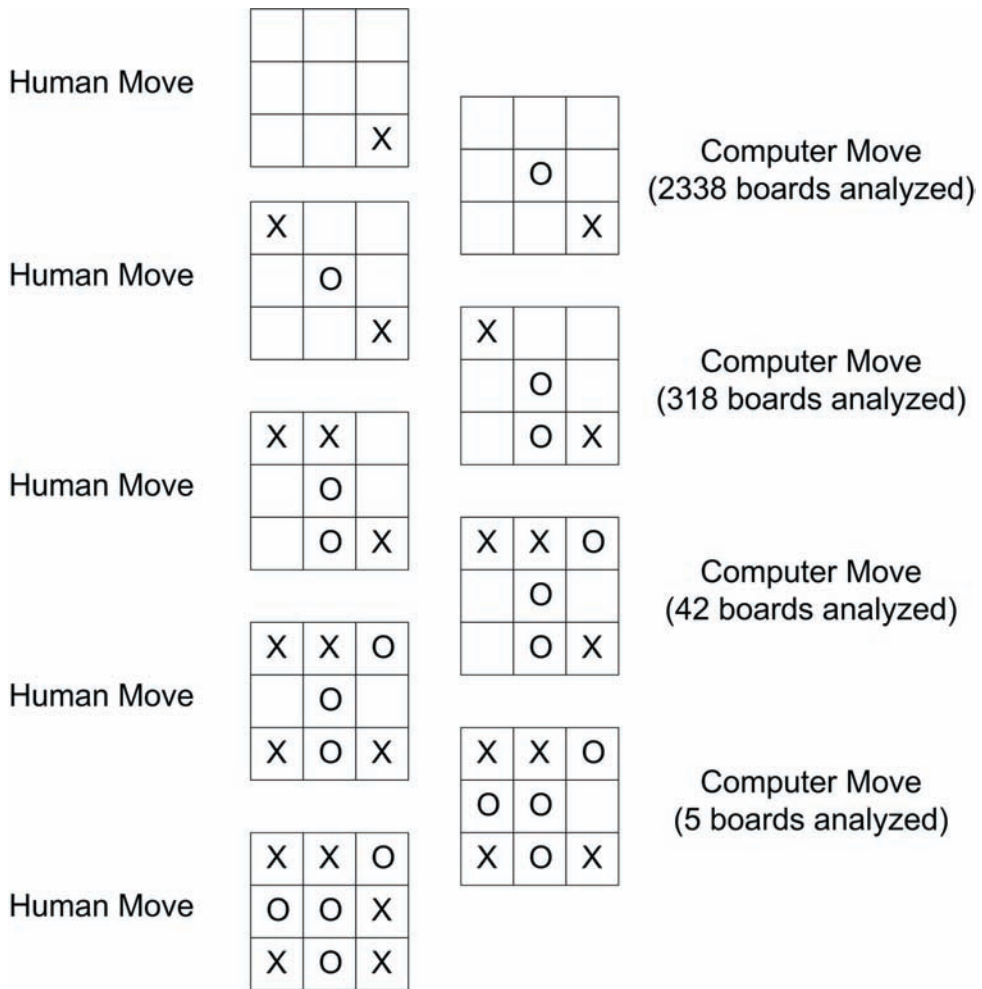 Human Move
X
O
X
Computer Move
(2338 boards analyzed)
X
O
X
Human Move
X
O
O X
Computer Move
(318 boards analyzed)
X X
O
O X
Human Move
X X O
O
O X
Computer Move
(42 boards analyzed)
X X O
O
X O X
Human Move
X X O
O O
X O X
Computer Move
(5 boards analyzed)
X X O
O O X
X O X
Human Move